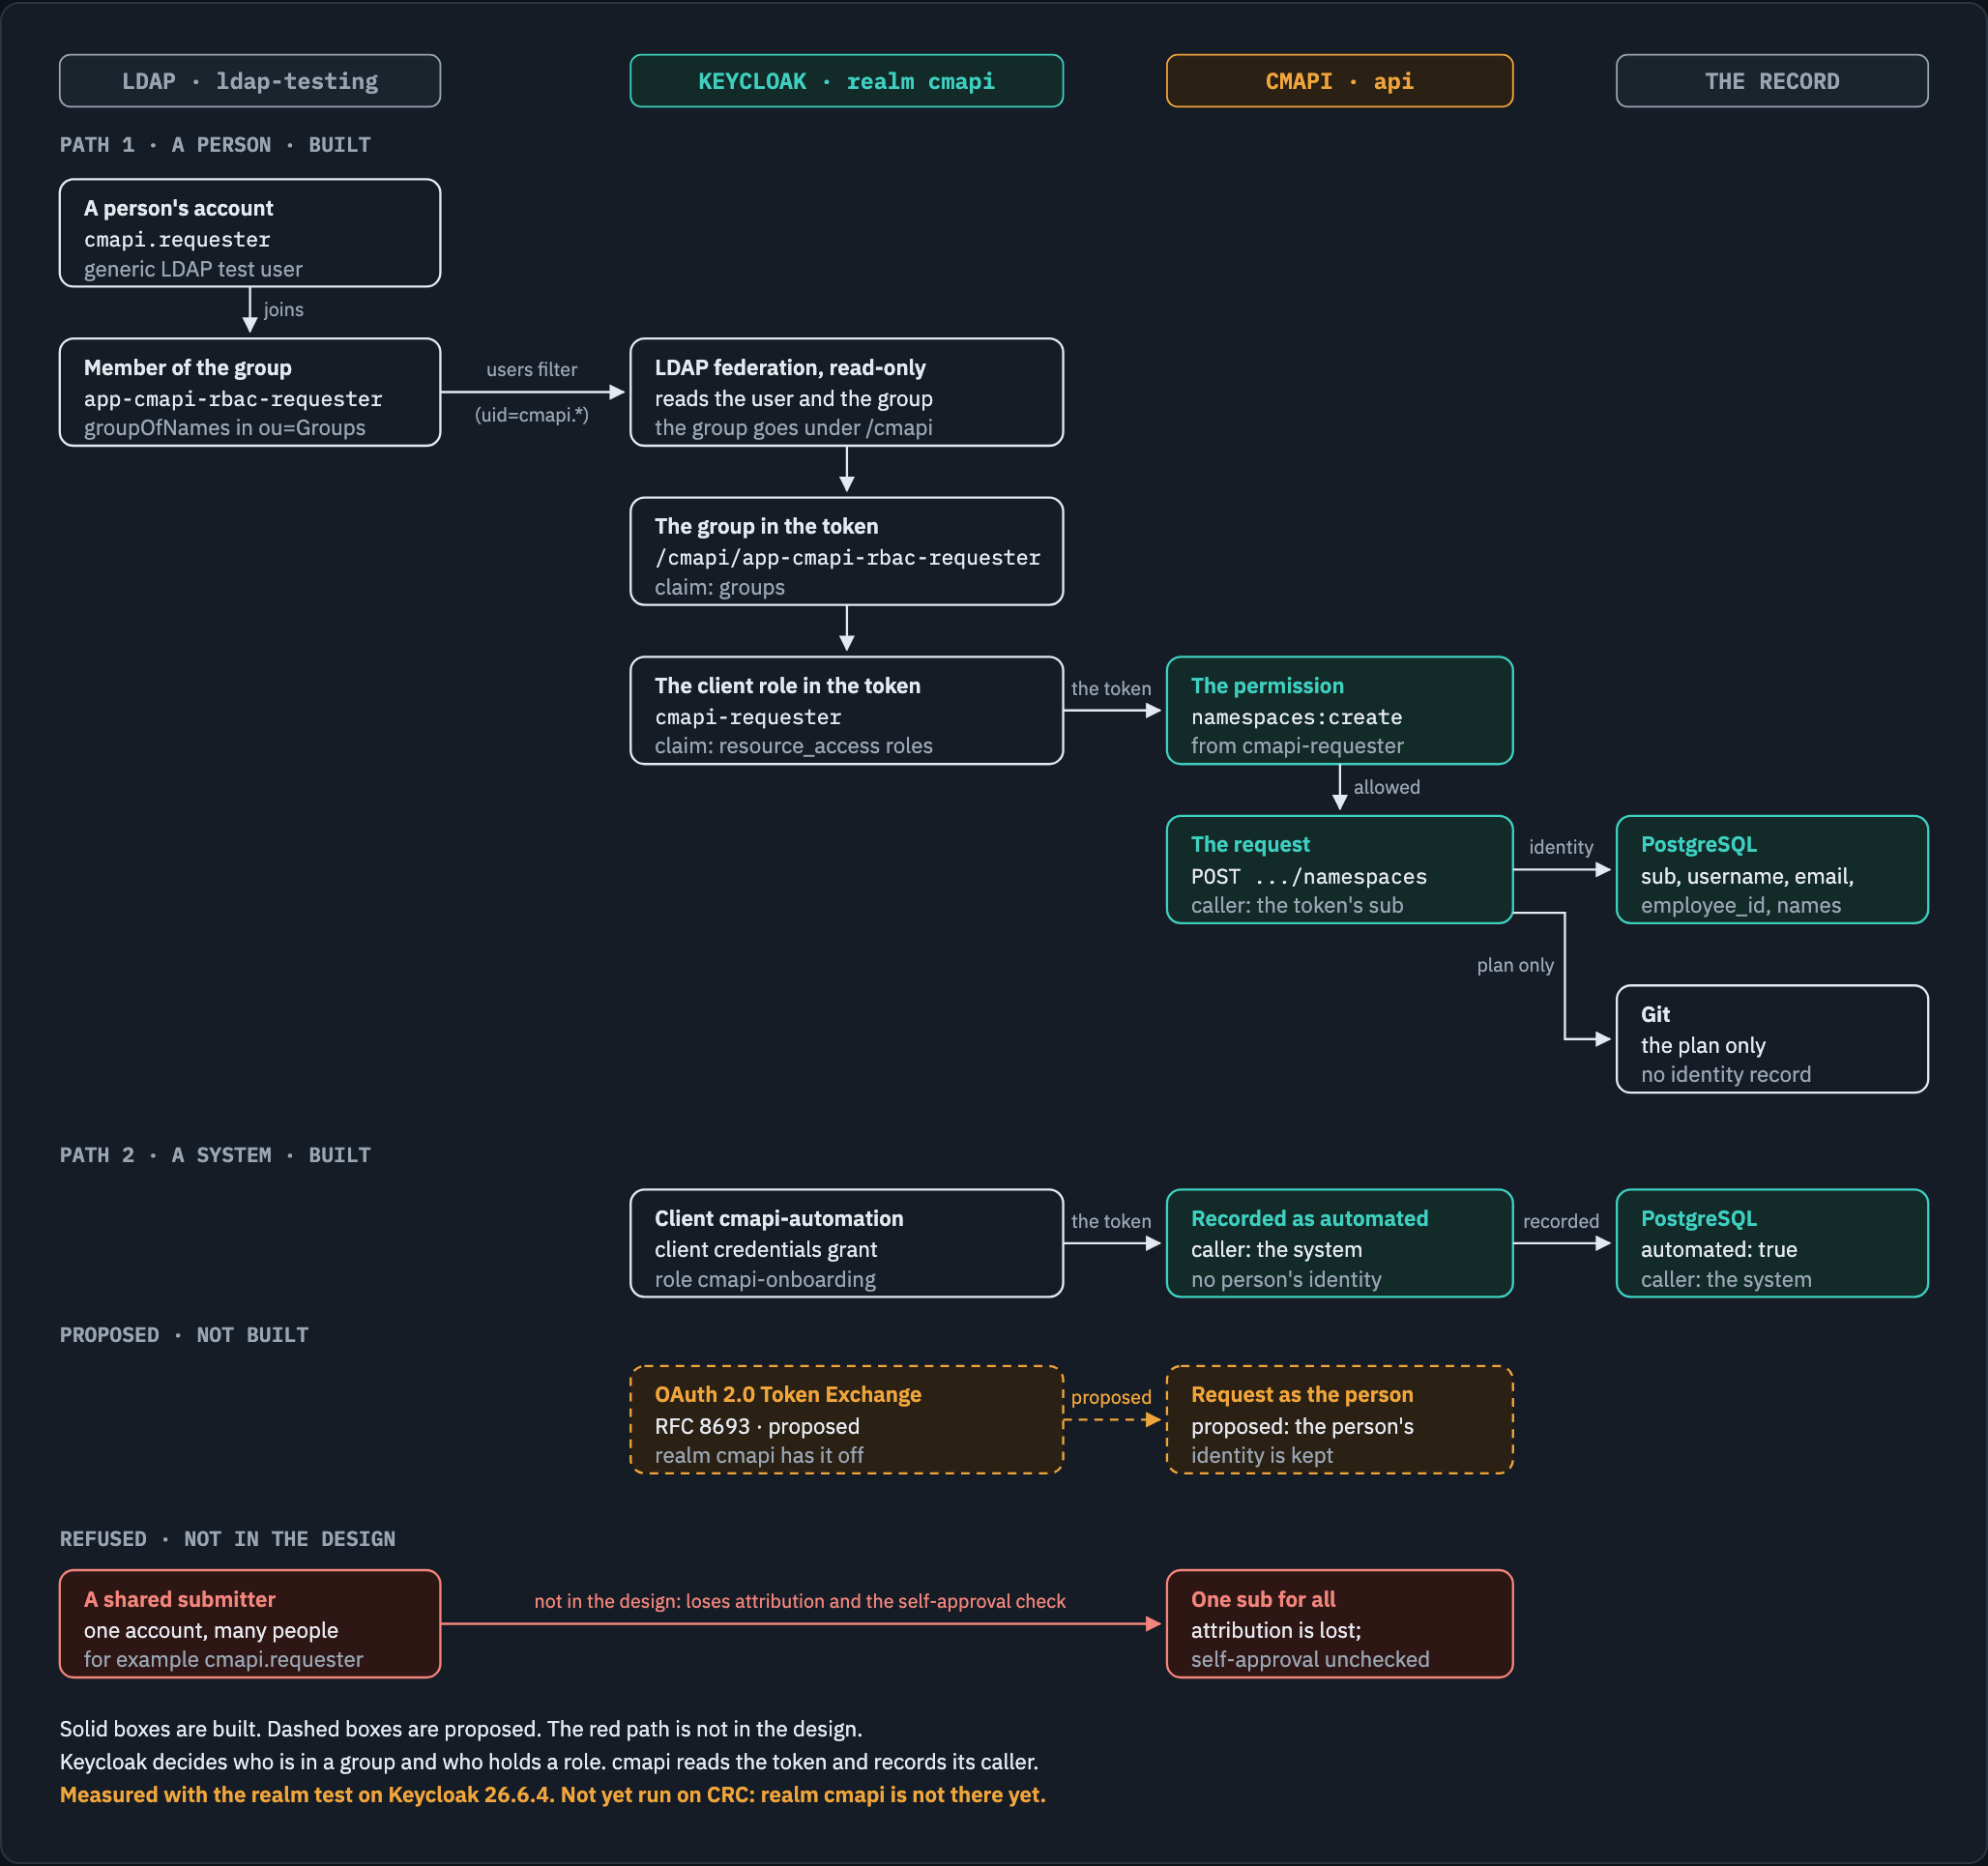 LDAP · ldap-testing
KEYCLOAK · realm cmapi
CMAPI · api
THE RECORD
PATH 1 · A PERSON · BUILT
A person's account
cmapi.requester
generic LDAP test user
joins
Member of the group
app-cmapi-rbac-requester
groupOfNames in ou=Groups
users filter
(uid=cmapi.*)
LDAP federation, read-only
reads the user and the group
the group goes under /cmapi
The group in the token
/cmapi/app-cmapi-rbac-requester
claim: groups
The client role in the token
cmapi-requester
claim: resource_access roles
the token
The permission
namespaces:create
from cmapi-requester
allowed
The request
POST .../namespaces
caller: the token's sub
identity
PostgreSQL
sub, username, email,
employee_id, names
plan only
Git
the plan only
no identity record
PATH 2 · A SYSTEM · BUILT
Client cmapi-automation
client credentials grant
role cmapi-onboarding
the token
Recorded as automated
caller: the system
no person's identity
recorded
PostgreSQL
automated: true
caller: the system
PROPOSED · NOT BUILT
OAuth 2.0 Token Exchange
RFC 8693 · proposed
realm cmapi has it off
proposed
Request as the person
proposed: the person's
identity is kept
REFUSED · NOT IN THE DESIGN
A shared submitter
one account, many people
for example cmapi.requester
not in the design: loses attribution and the self-approval check
One sub for all
attribution is lost;
self-approval unchecked
Solid boxes are built. Dashed boxes are proposed. The red path is not in the design.
Keycloak decides who is in a group and who holds a role. cmapi reads the token and records its caller.
Measured with the realm test on Keycloak 26.6.4. Not yet run on CRC: realm cmapi is not there yet.